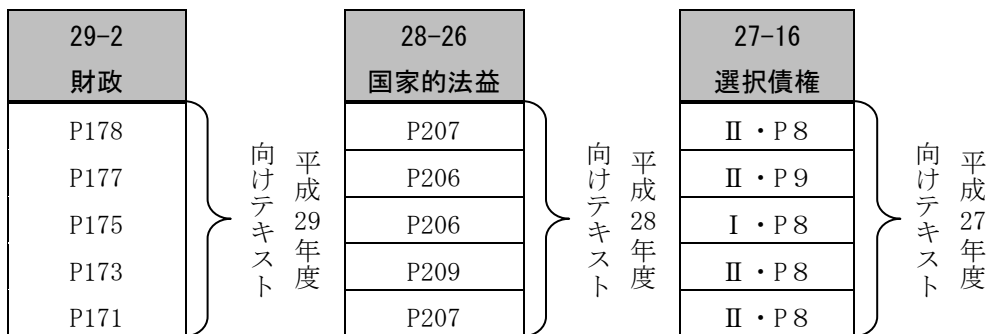 29-2
財政
P178
P177
P175
P173
P171
平成29年度
向けテキスト
28-26
国家的法益
P207
P206
P206
P209
P207
平成28年度
向けテキスト
27-16
選択債権
Ⅱ・P8
Ⅱ・P9
Ⅰ・P8
Ⅱ・P8
Ⅱ・P8
平成27年度
向けテキスト